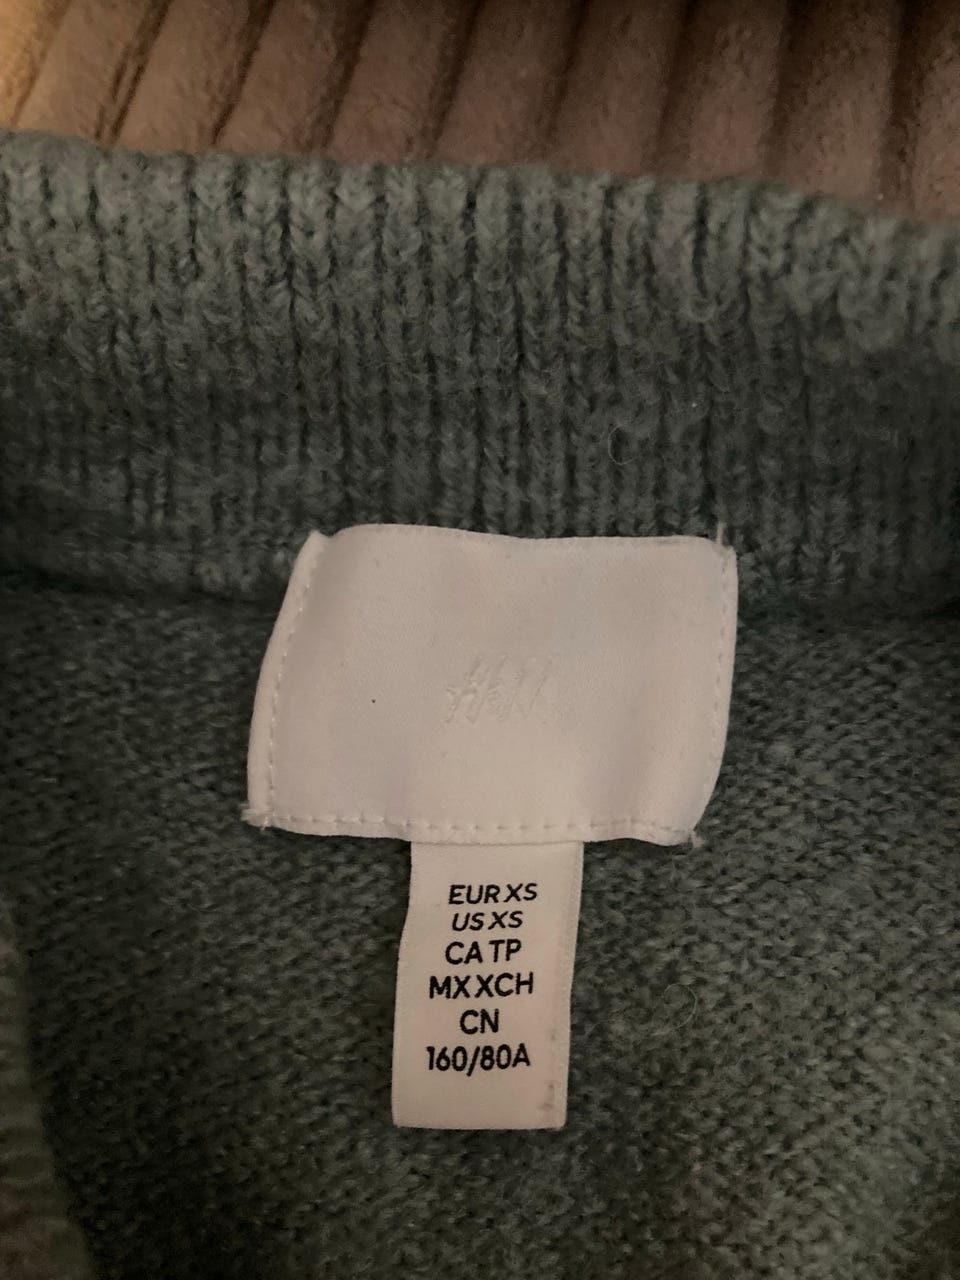 H&M
EUR XS
US XS
CA TP
MX XCH
CN
160/80A